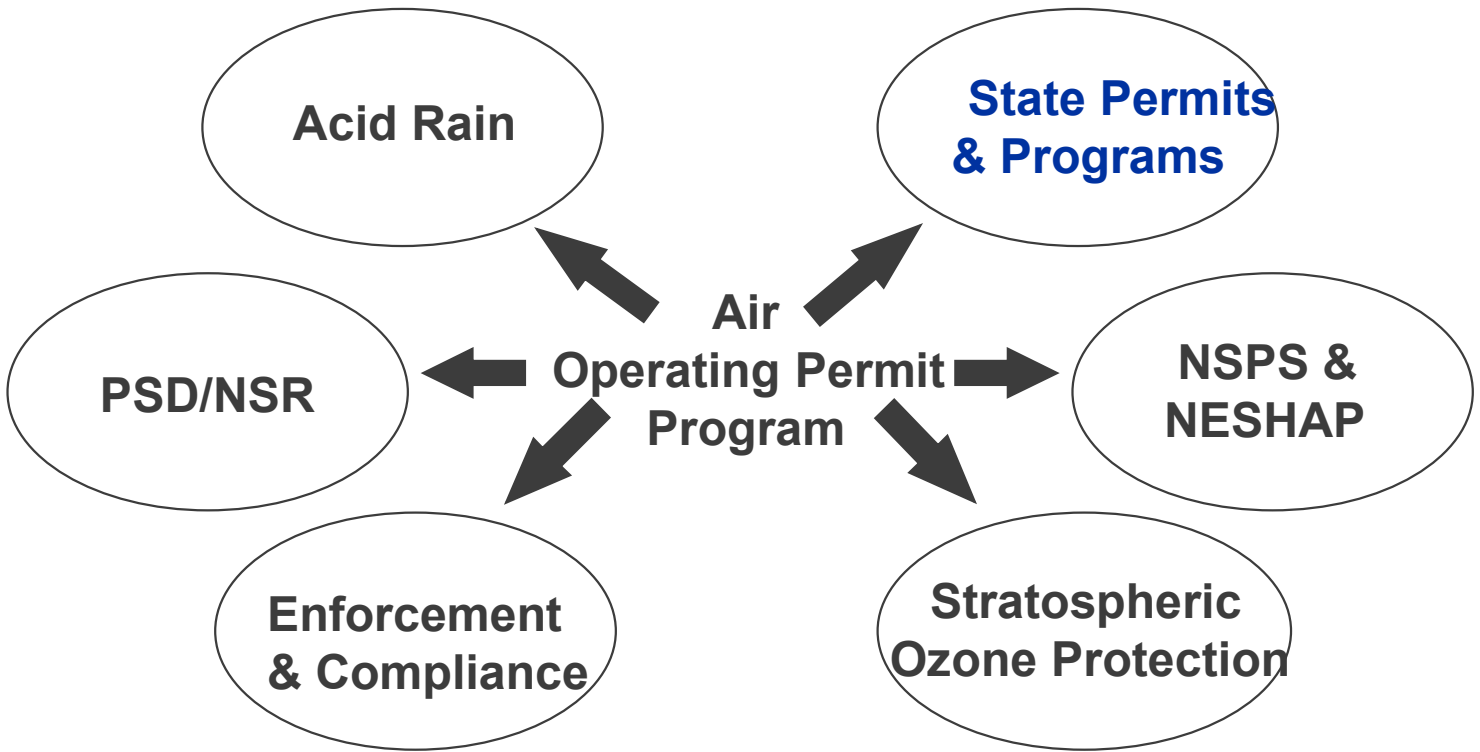 Acid Rain
State Permits
& Programs
Air
Operating Permit
Program
PSD/NSR
NSPS &
NESHAP
Enforcement
& Compliance
Stratospheric
Ozone Protection